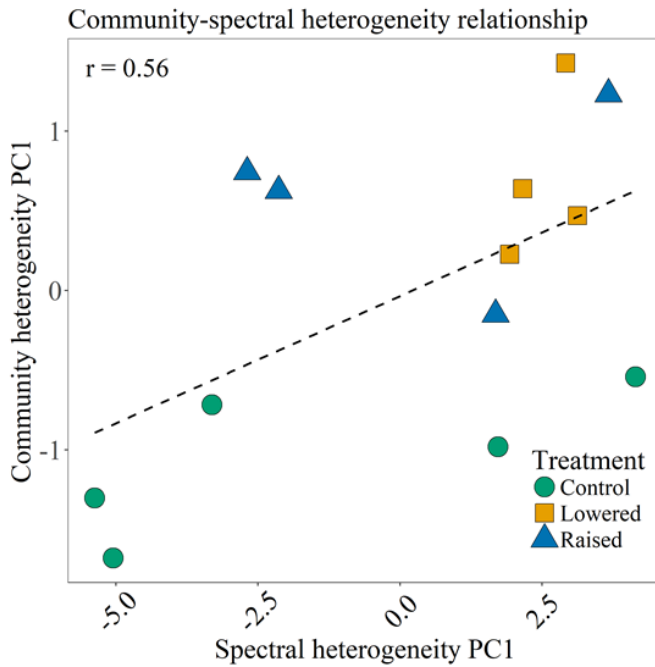 Community-spectral heterogeneity relationship
r = 0.56
Community heterogeneity PC1
1
0
-1
-5.0
-2.5
0.0
2.5
Spectral heterogeneity PC1
Treatment
Control
Lowered
Raised